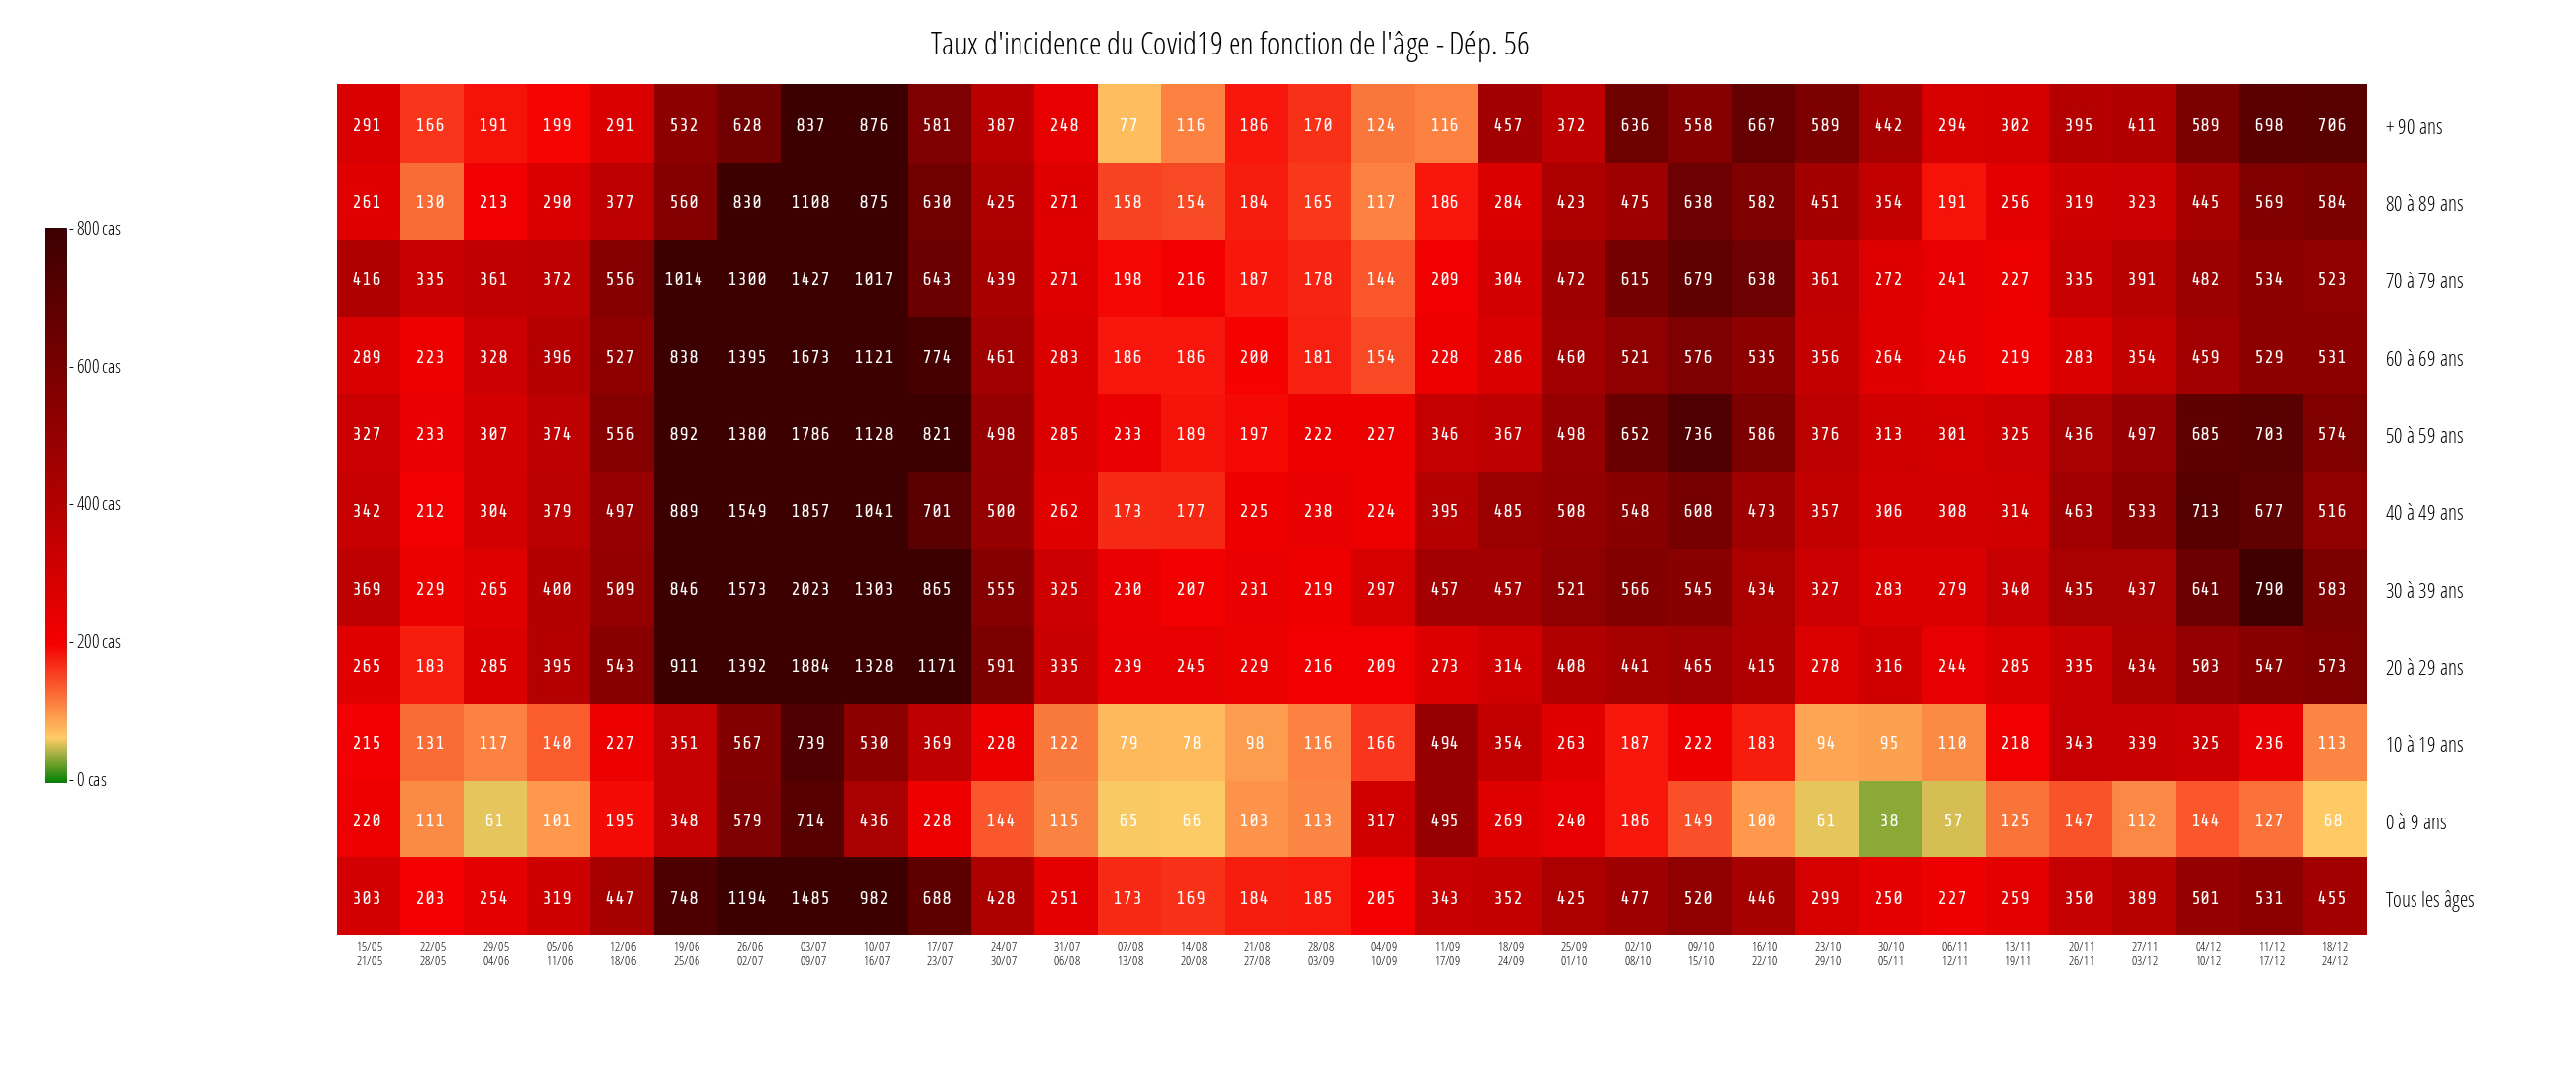 Taux d'incidence du Covid19 en fonction de l'âge - Dép. 56
291 166 191 199 291 532 628 837 876 581 387 248 77 116 186 170 124 116 457 372 636 558 667 589 442 294 302 395 411 589 698 706 + 90 ans
261 130 213 290 377 560 830 1108 875 630 425 271 158 154 184 165 117 186 284 423 475 638 582 451 354 191 256 319 323 445 569 584 80 à 89 ans
- 800 cas
416 335 361 372 556 1014 1300 1427 1017 643 439 271 198 216 187 178 144 209 304 472 615 679 638 361 272 241 227 335 391 482 534 523 70 à 79 ans
289 223 328 396 527 838 1395 1673 1121 774 461 283 186 186 200 181 154 228 286 460 521 576 535 356 264 246 219 283 354 459 529 531 60 à 69 ans
- 600 cas
327 233 307 374 556 892 1380 1786 1128 821 498 285 233 189 197 222 227 346 367 498 652 736 586 376 313 301 325 436 497 685 703 574 50 à 59 ans
- 400 cas
342 212 304 379 497 889 1549 1857 1041 701 500 262 173 177 225 238 224 395 485 508 548 608 473 357 306 308 314 463 533 713 677 516 40 à 49 ans
369 229 265 400 509 846 1573 2023 1303 865 555 325 230 207 231 219 297 457 457 521 566 545 434 327 283 279 340 435 437 641 790 583 30 à 39 ans
- 200 cas
265 183 285 395 543 911 1392 1884 1328 1171 591 335 239 245 229 216 209 273 314 408 441 465 415 278 316 244 285 335 434 503 547 573 20 à 29 ans
215 131 117 140 227 351 567 739 530 369 228 122 79 78 98 116 166 494 354 263 187 222 183 94 95 110 218 343 339 325 236 113 10 à 19 ans
- 0 cas
220 111 61 101 195 348 579 714 436 228 144 115 65 66 103 113 317 495 269 240 186 149 100 61 38 57 125 147 112 144 127 68 0 à 9 ans
303 203 254 319 447 748 1194 1485 982 688 428 251 173 169 184 185 205 343 352 425 477 520 446 299 250 227 259 350 389 501 531 455 Tous les âges
15/05 22/05 29/05 05/06 12/06 19/06 26/06 03/07 10/07 17/07 24/07 31/07 07/08 14/08 21/08 28/08 04/09 11/09 18/09 25/09 02/10 09/10 16/10 23/10 30/10 06/11 13/11 20/11 27/11 04/12 11/12 18/12
21/05 28/05 04/06 11/06 18/06 25/06 02/07 09/07 16/07 23/07 30/07 06/08 13/08 20/08 27/08 03/09 10/09 17/09 24/09 01/10 08/10 15/10 22/10 29/10 05/11 12/11 19/11 26/11 03/12 10/12 17/12 24/12